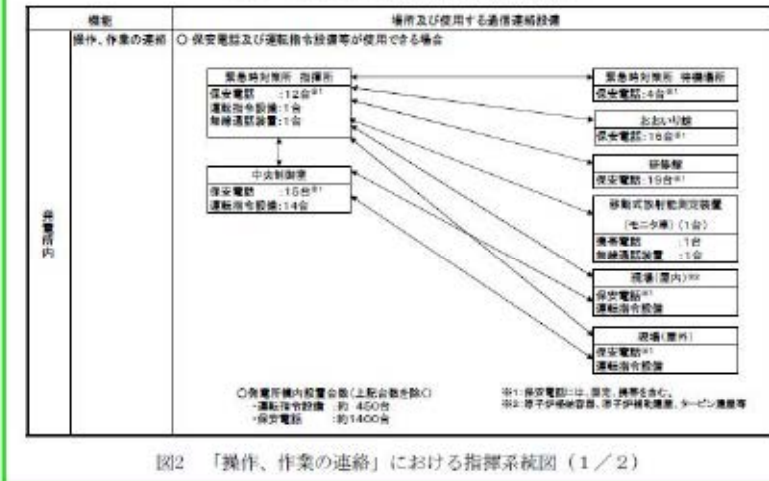 機能
場所及び使用する通信連絡設備
発電所内
操作、作業の連絡
○ 保安電話及び運転指令設備等が使用できる場合
緊急時対策所 指揮所
保安電話 :12台※1
運転指令設備:1台
無線通話装置:1台
中央制御室
保安電話 :15台※1
運転指令設備:14台
緊急時対策所 待機場所
保安電話:4台※1
おおいり館
保安電話:16台※1
研修館
保安電話:19台※1
移動式放射能測定装置
(モニタ車)(1台)
携帯電話 :1台
無線通話装置 :1台
現場(屋内)※2
保安電話※1
運転指令設備
現場(屋外)
保安電話※1
運転指令設備
○発電所構内設置台数(上記台数を除く)
・運転指令設備 :約 450台
・保安電話 :約1400台
※1:保安電話には、固定、携帯を含む。
※2:原子炉格納容器、原子炉補助建屋、タービン建屋等
図2 「操作、作業の連絡」における指揮系統図(1/2)